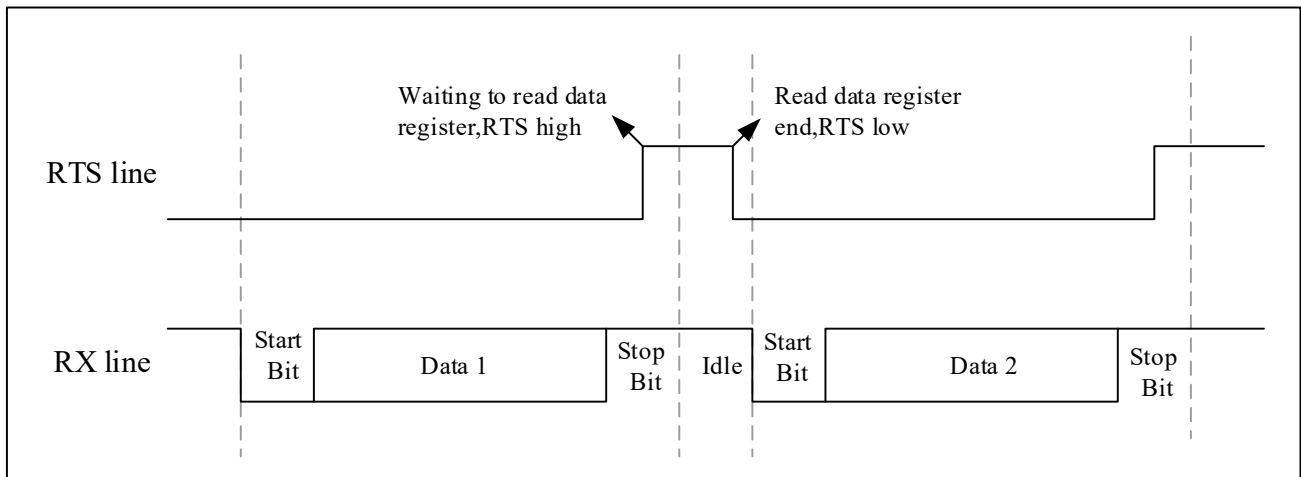 Waiting to read data
register,RTS high
Read data register
end,RTS low
RTS line
RX line
Start
Bit
Data 1
Stop
Bit
Idle
Start
Bit
Data 2
Stop
Bit